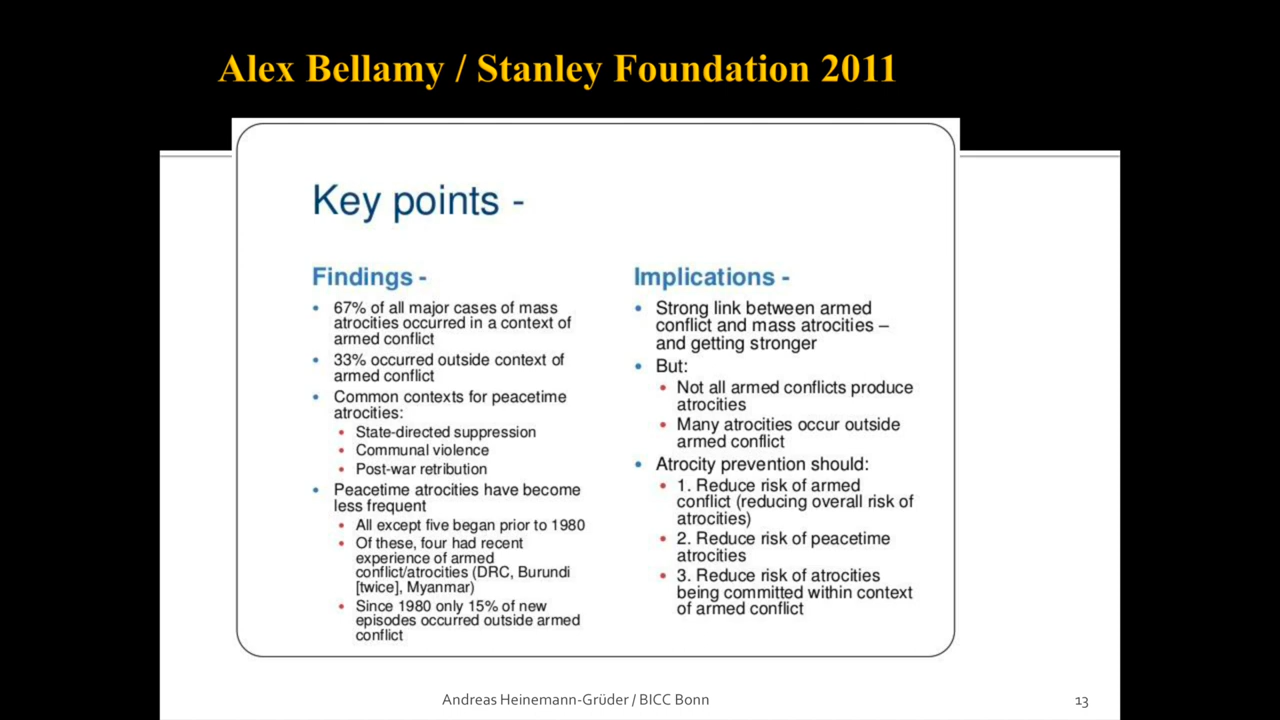 Alex Bellamy / Stanley Foundation 2011
Key points -
Findings -
• 67% of all major cases of mass
atrocities occurred in a context of
armed conflict
• 33% occurred outside context of
armed conflict
• Common contexts for peacetime
atrocities:
• State-directed suppression
• Communal violence
• Post-war retribution
• Peacetime atrocities have become
less frequent
• All except five began prior to 1980
• Of these, four had recent
experience of armed
conflict/atrocities (DRC, Burundi
[twice], Myanmar)
• Since 1980 only 15% of new
episodes occurred outside armed
conflict
Implications -
• Strong link between armed
conflict and mass atrocities –
and getting stronger
• But:
• Not all armed conflicts produce
atrocities
• Many atrocities occur outside
armed conflict
• Atrocity prevention should:
• 1. Reduce risk of armed
conflict (reducing overall risk of
atrocities)
• 2. Reduce risk of peacetime
atrocities
• 3. Reduce risk of atrocities
being committed within context
of armed conflict
Andreas Heinemann-Grüder / BICC Bonn
13